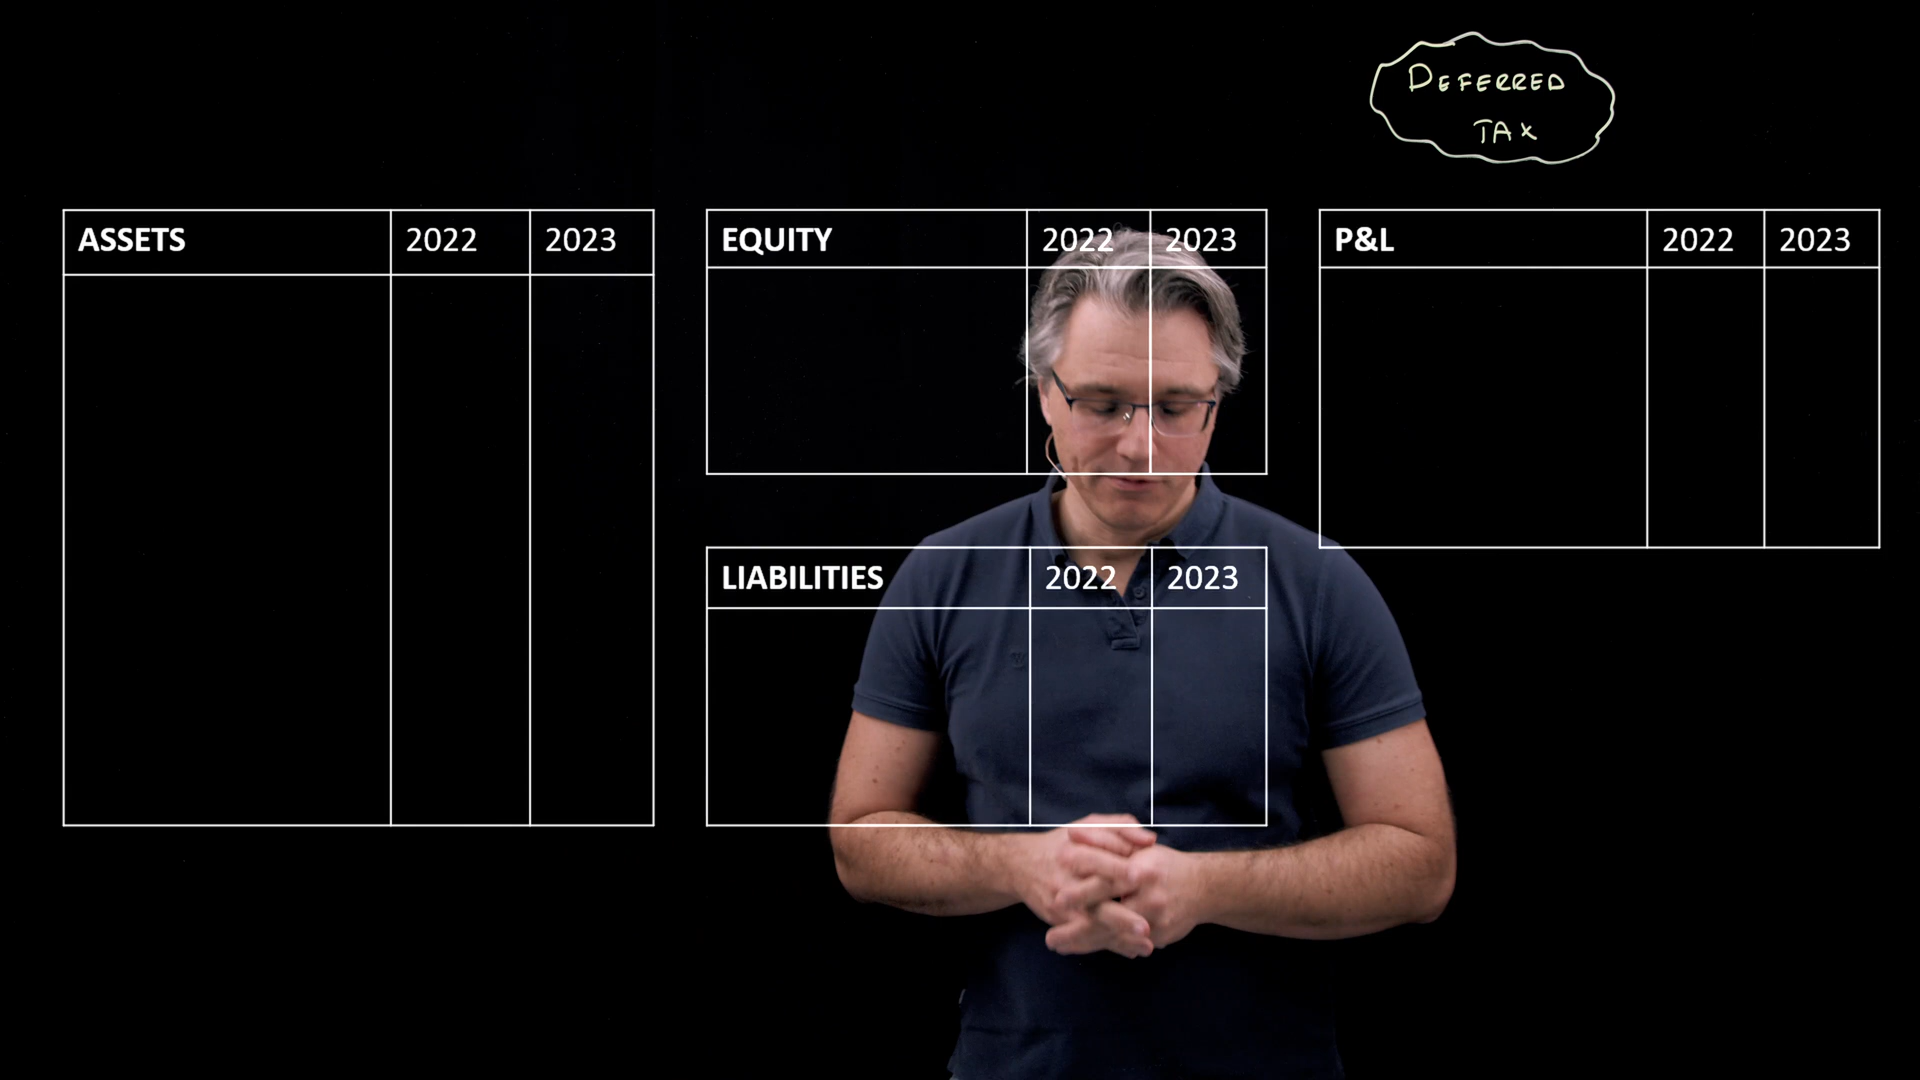 DEFERRED
TAX
ASSETS 2022 2023
EQUITY 2022 2023
P&L 2022 2023
LIABILITIES 2022 2023